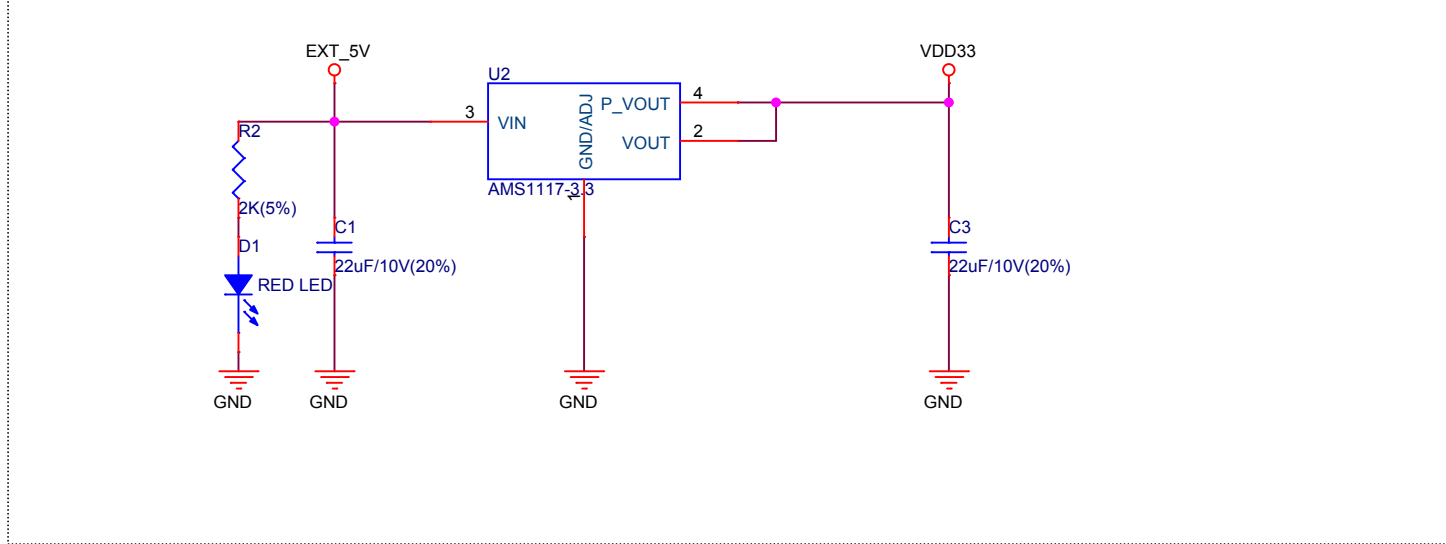 EXT_5V
VDD33
U2
4
P_VOUT
3
VIN
GND/ADJ
R2
2
VOUT
AMS1117-3.3
1
2K(5%)
C1
C3
D1
22uF/10V(20%)
22uF/10V(20%)
RED LED
GND
GND
GND
GND